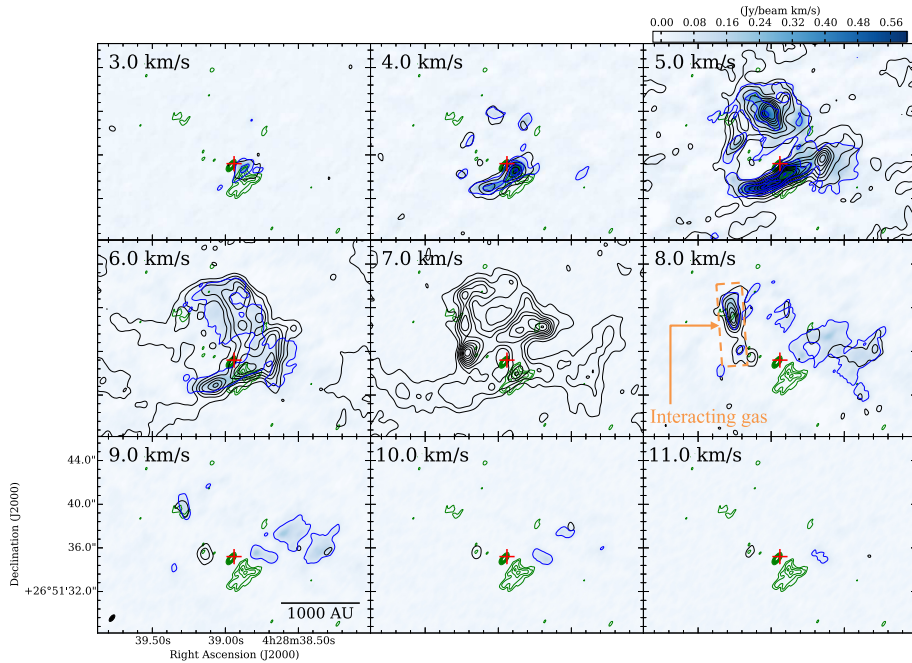 (Jy/beam km/s)
0.00 0.08 0.16 0.24 0.32 0.40 0.48 0.56
3.0 km/s
4.0 km/s
5.0 km/s
6.0 km/s
7.0 km/s
8.0 km/s
Interacting gas
9.0 km/s
10.0 km/s
11.0 km/s
44.0"
40.0"
36.0"
+26°51'32.0"
Declination (J2000)
1000 AU
39.50s 39.00s 4h28m38.50s
Right Ascension (J2000)